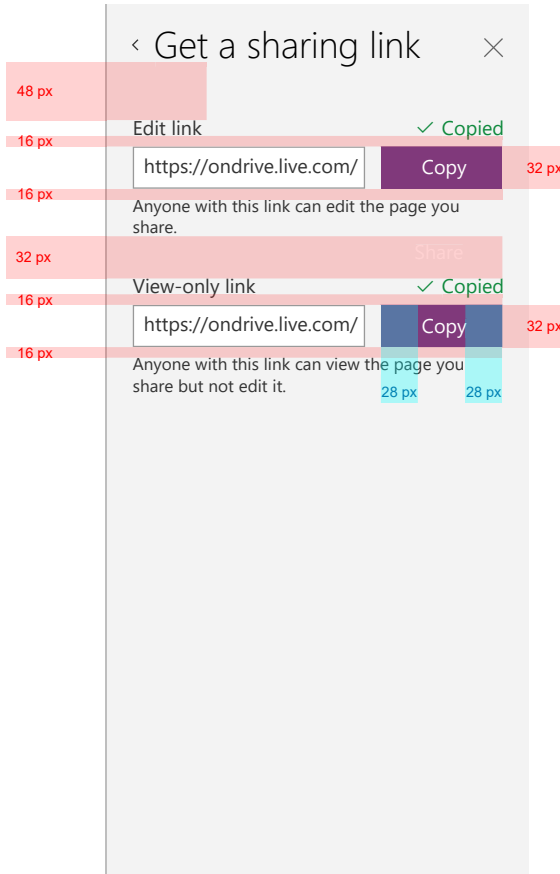 Get a sharing link
48 px
Edit link
Copied
16 px
https://ondrive.live.com/
Copy
32 px
16 px
Anyone with this link can edit the page you
share.
Share
32 px
View-only link
Copied
16 px
https://ondrive.live.com/
Copy
32 px
16 px
Anyone with this link can view the page you
share but not edit it.
28 px
28 px